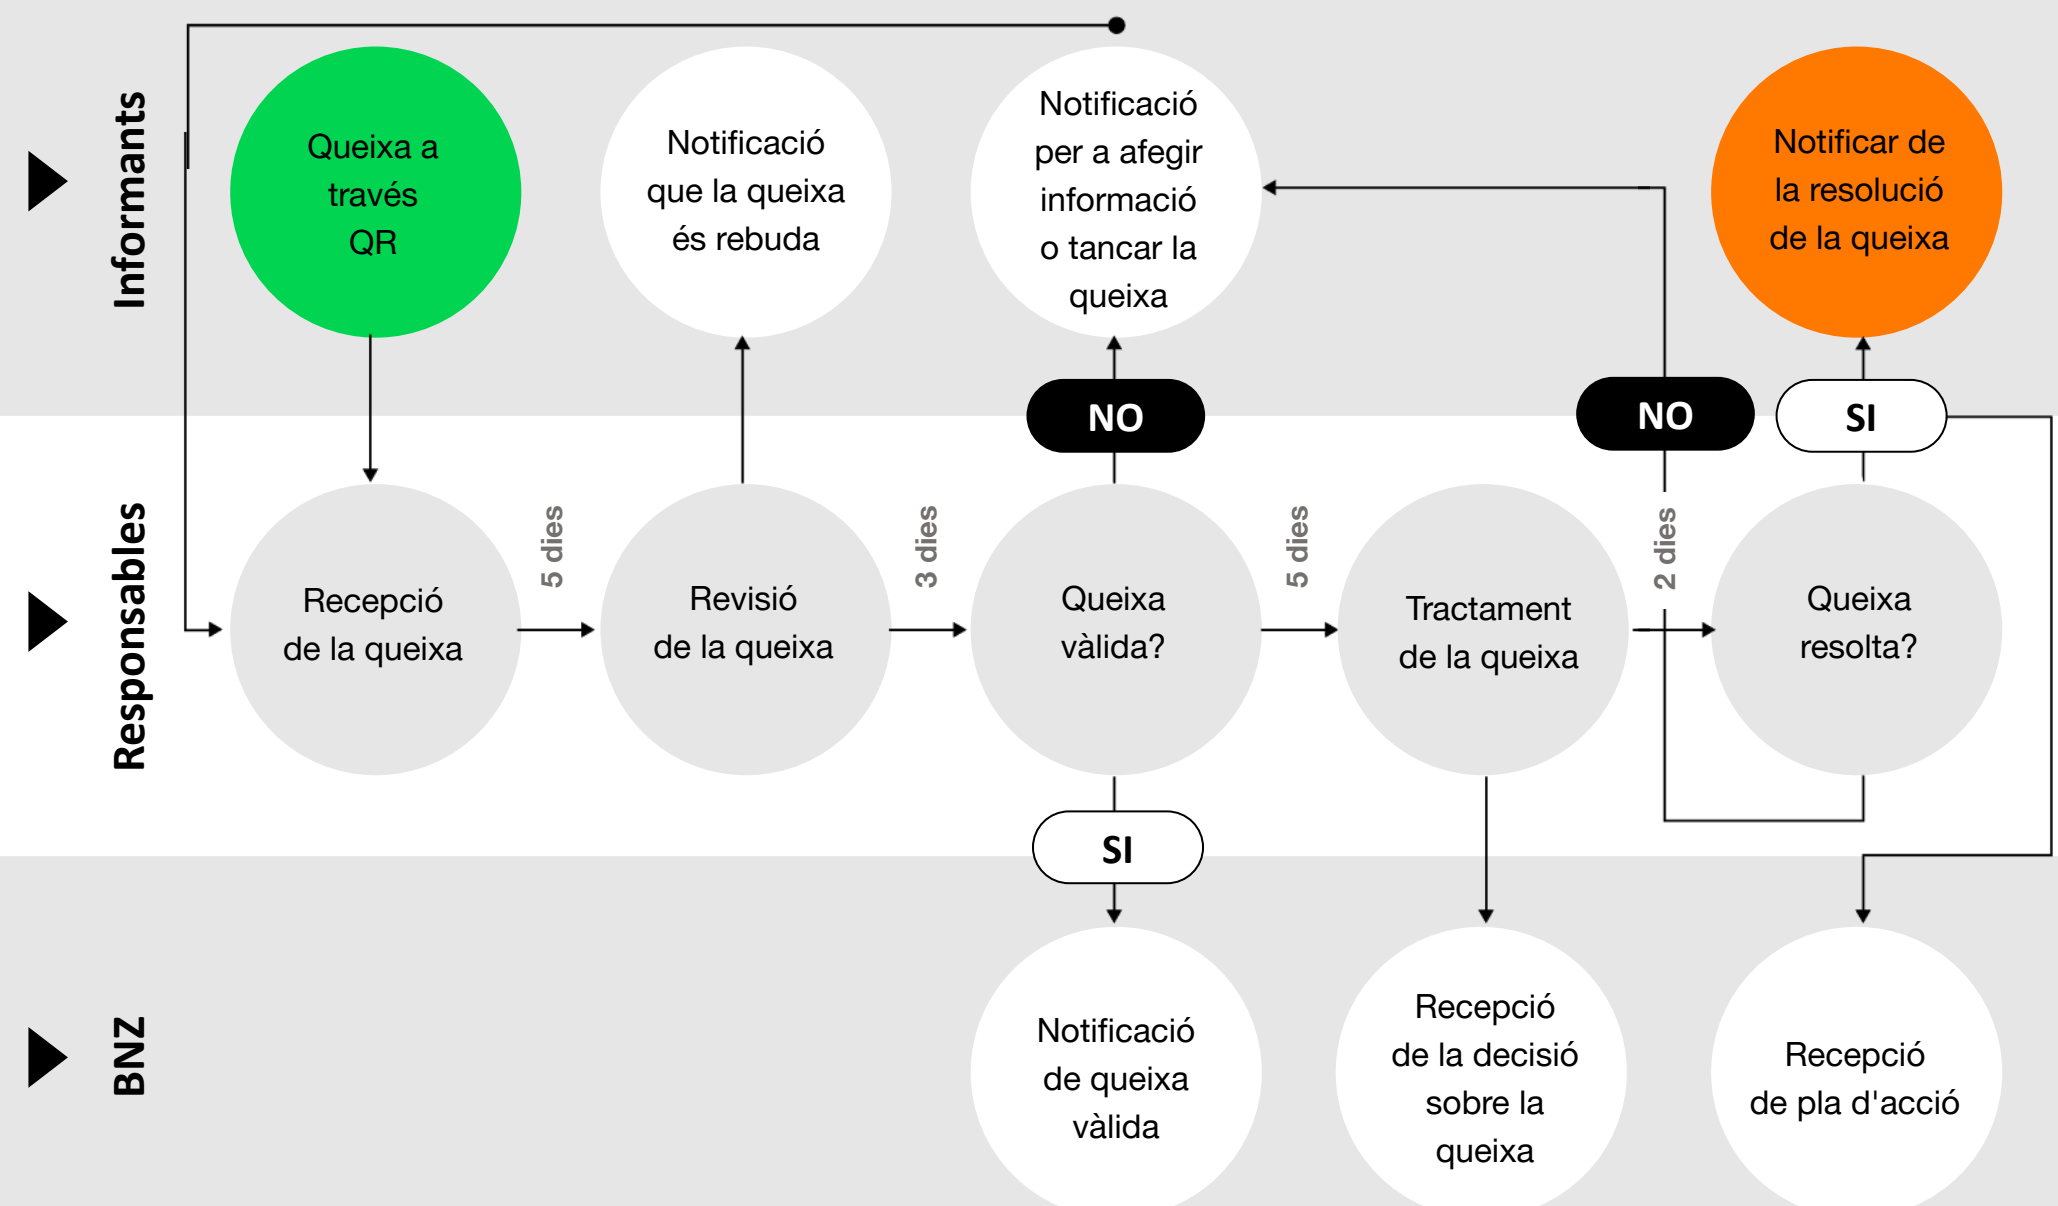 Informants
Queixa a
través
QR
Notificació
que la queixa
és rebuda
Notificació
per a afegir
informació
o tancar la
queixa
Notificar de
la resolució
de la queixa
NO
NO
SI
Responsables
Recepció
de la queixa
5 dies
Revisió
de la queixa
3 dies
Queixa
vàlida?
5 dies
Tractament
de la queixa
2 dies
Queixa
resolta?
SI
BNZ
Notificació
de queixa
vàlida
Recepció
de la decisió
sobre la
queixa
Recepció
de pla d'acció